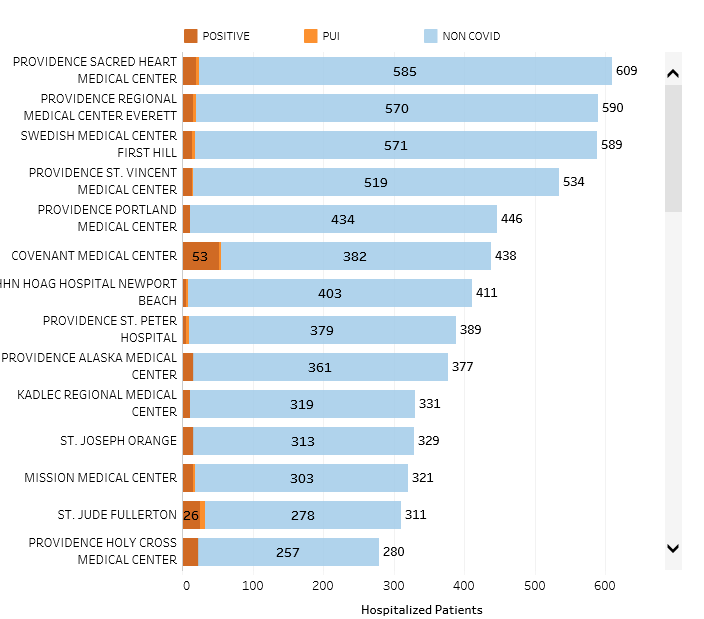 POSITIVE PUI NON COVID
PROVIDENCE SACRED HEART
MEDICAL CENTER
585 609
PROVIDENCE REGIONAL
MEDICAL CENTER EVERETT
570 590
SWEDISH MEDICAL CENTER
FIRST HILL
571 589
PROVIDENCE ST. VINCENT
MEDICAL CENTER
519 534
PROVIDENCE PORTLAND
MEDICAL CENTER
434 446
COVENANT MEDICAL CENTER 53 382 438
HHN HOAG HOSPITAL NEWPORT
BEACH
403 411
PROVIDENCE ST. PETER
HOSPITAL
379 389
PROVIDENCE ALASKA MEDICAL
CENTER
361 377
KADLEC REGIONAL MEDICAL
CENTER
319 331
ST. JOSEPH ORANGE 313 329
MISSION MEDICAL CENTER 303 321
ST. JUDE FULLERTON 26 278 311
PROVIDENCE HOLY CROSS
MEDICAL CENTER
257 280
0 100 200 300 400 500 600
Hospitalized Patients